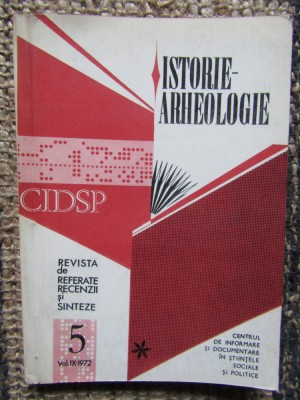 ISTORIE-
ARHEOLOGIE
CIDSP
REVISTA
de
REFERATE
RECENZII
și
SINTEZE
5
Vol. IX-1972
CENTRUL
DE INFORMARE
ȘI DOCUMENTARE
ÎN ȘTIINȚELE
SOCIALE
ȘI POLITICE